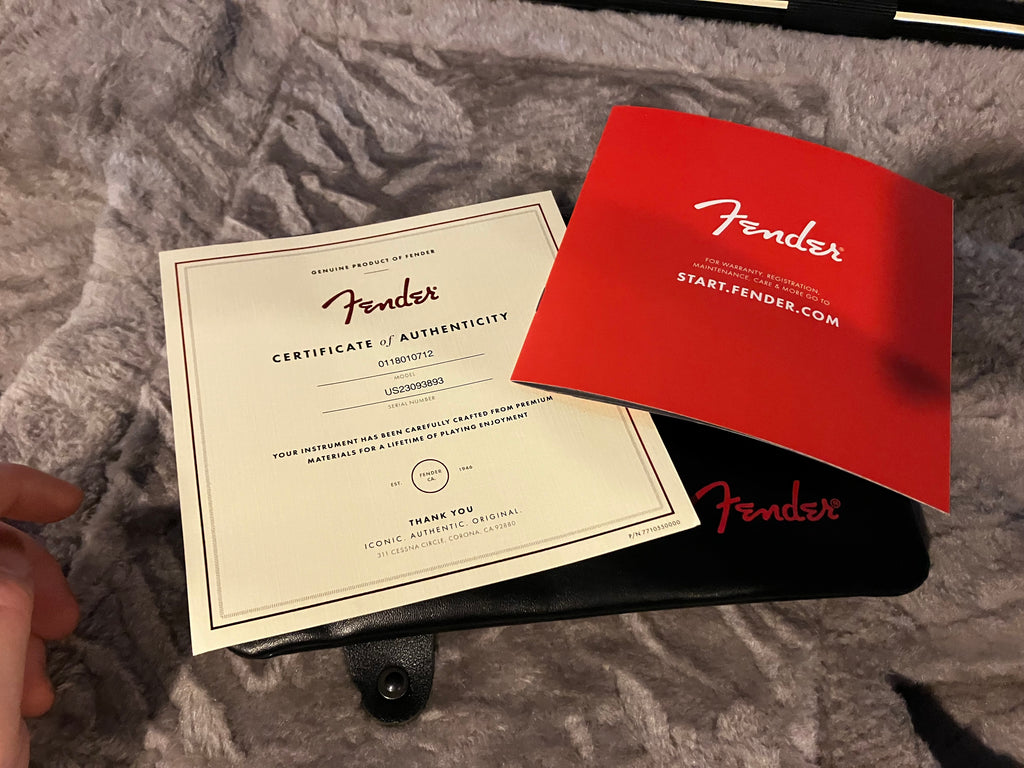 GENUINE PRODUCT OF FENDER
Fender
CERTIFICATE of AUTHENTICITY
0118010712
MODEL
US23093893
SERIAL NUMBER
YOUR INSTRUMENT HAS BEEN CAREFULLY CRAFTED FROM PREMIUM
MATERIALS FOR A LIFETIME OF PLAYING ENJOYMENT
EST. FENDER CA. 1946
THANK YOU
ICONIC. AUTHENTIC. ORIGINAL.
311 CESSNA CIRCLE, CORONA, CA 92880
P/N 7710350000
Fender
FOR WARRANTY, REGISTRATION,
MAINTENANCE, CARE & MORE GO TO
START.FENDER.COM
Fender